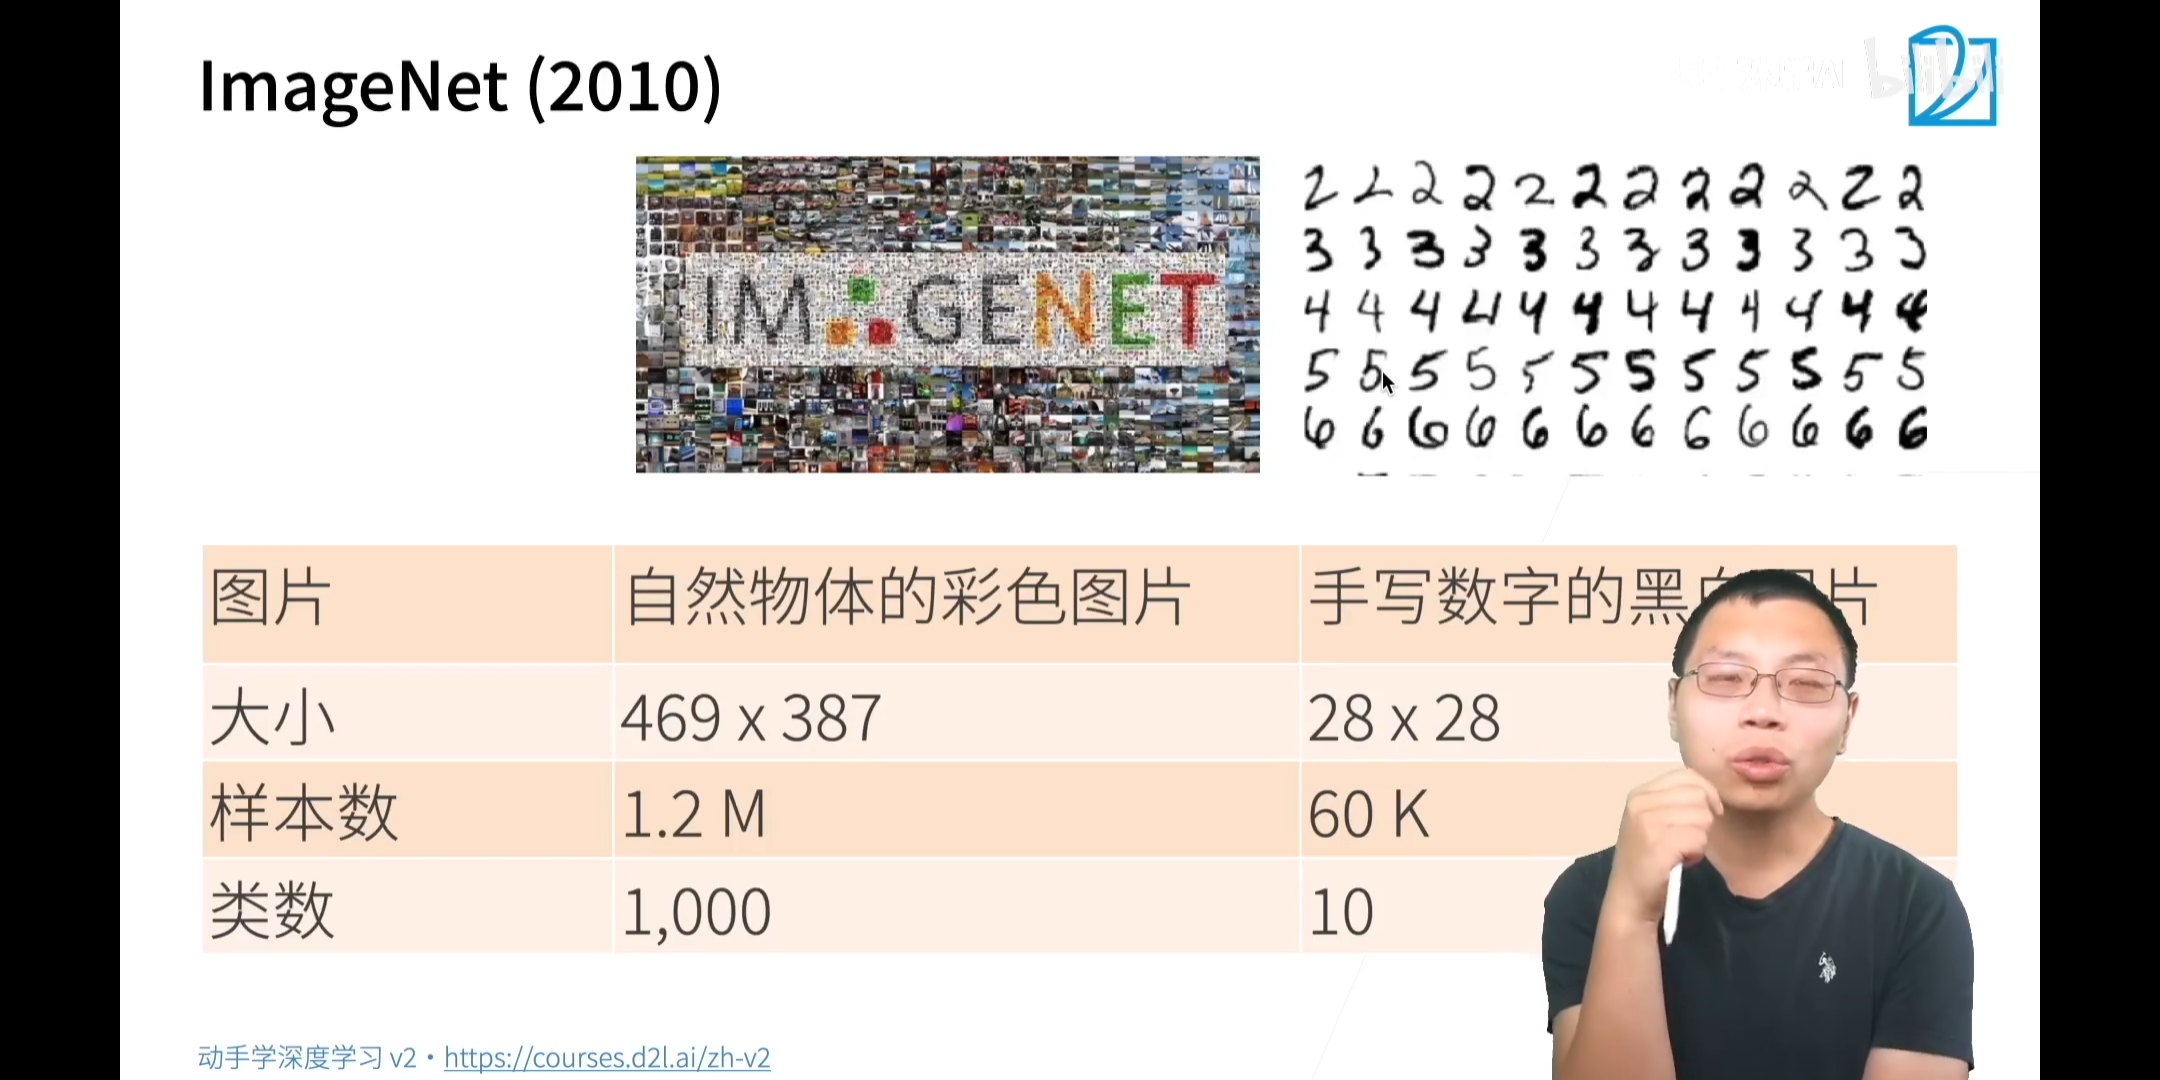 ImageNet (2010)
bilibili
IMAGENET
2 2 2 2 2 2 2 2 2 2 2 2
3 3 3 3 3 3 3 3 3 3 3 3
4 4 4 4 4 4 4 4 4 4 4 4
5 5 5 5 5 5 5 5 5 5 5 5
6 6 6 6 6 6 6 6 6 6 6 6
图片 自然物体的彩色图片 手写数字的黑白图片
大小 469 x 387 28 x 28
样本数 1.2 M 60 K
类数 1,000 10
动手学深度学习 v2 · https://courses.d2l.ai/zh-v2